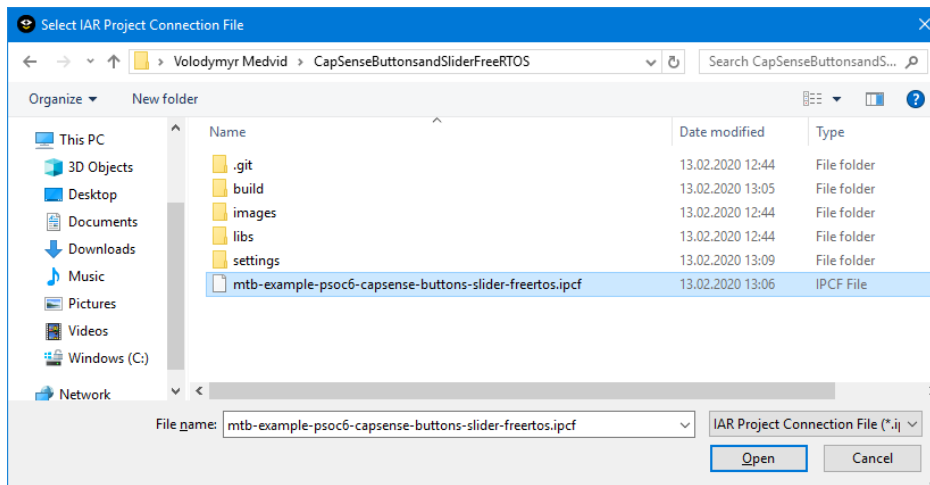 Select IAR Project Connection File
Volodymyr Medvid > CapSenseButtonsandSliderFreeRTOS
Search CapSenseButtonsandS...
Organize
New folder
This PC
3D Objects
Desktop
Documents
Downloads
Music
Pictures
Videos
Windows (C:)
Network
Name Date modified Type
.git 13.02.2020 12:44 File folder
build 13.02.2020 13:05 File folder
images 13.02.2020 12:44 File folder
libs 13.02.2020 12:44 File folder
settings 13.02.2020 13:09 File folder
mtb-example-psoc6-capsense-buttons-slider-freertos.ipcf 13.02.2020 13:06 IPCF File
File name: mtb-example-psoc6-capsense-buttons-slider-freertos.ipcf
IAR Project Connection File (*.ip
Open
Cancel